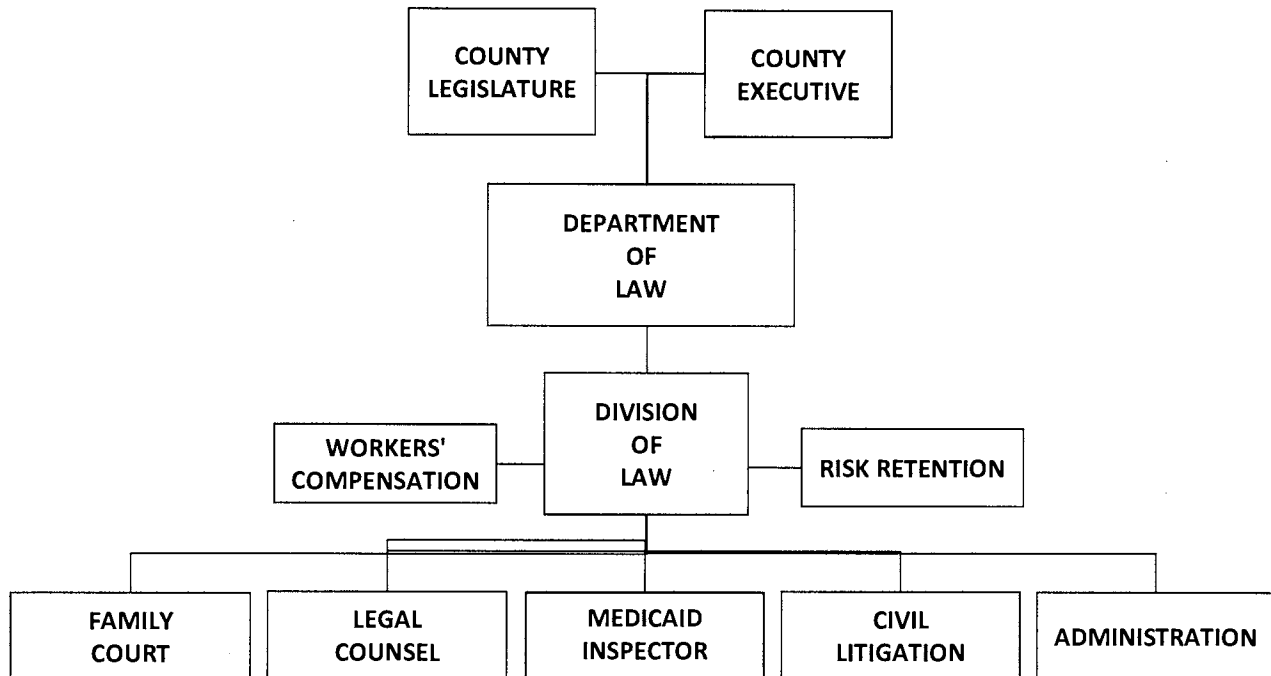 COUNTY
LEGISLATURE
COUNTY
EXECUTIVE
DEPARTMENT
OF
LAW
DIVISION
OF
LAW
WORKERS'
COMPENSATION
RISK RETENTION
FAMILY
COURT
LEGAL
COUNSEL
MEDICAID
INSPECTOR
CIVIL
LITIGATION
ADMINISTRATION